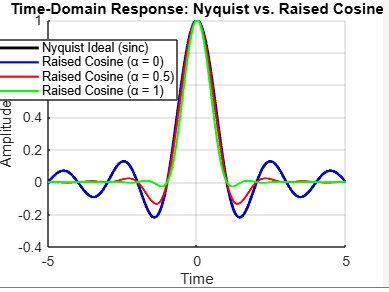 Time-Domain Response: Nyquist vs. Raised Cosine
1
Nyquist Ideal (sinc)
Raised Cosine (α = 0)
Raised Cosine (α = 0.5)
Raised Cosine (α = 1)
Amplitude
0.4
0.2
0
-0.2
-0.4
-5
0
5
Time